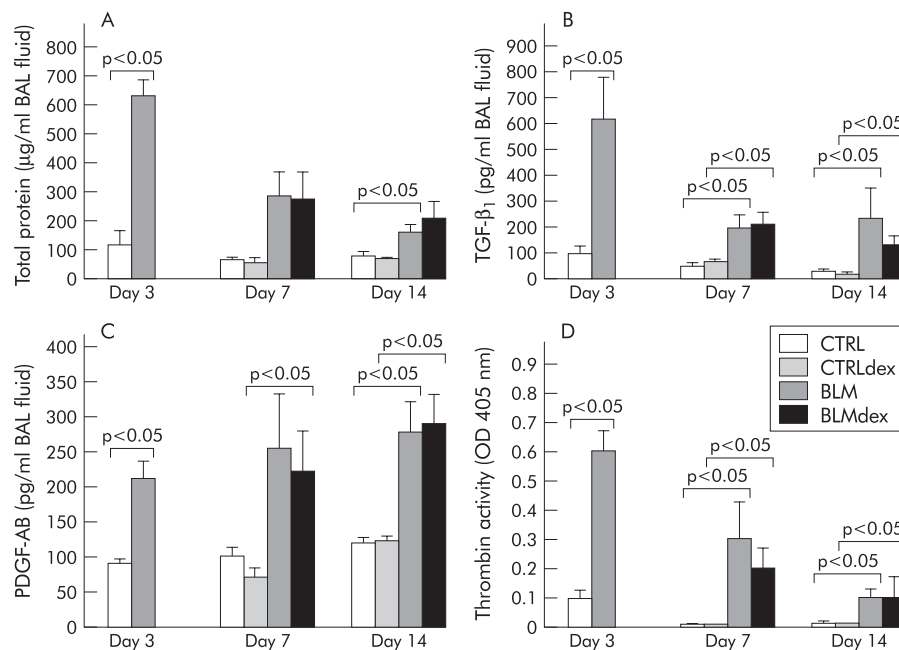 A
Total protein (μg/ml BAL fluid)
800
700
600
500
400
300
200
100
0
p<0.05
p<0.05
Day 3
Day 7
Day 14
B
TGF-β1 (pg/ml BAL fluid)
900
800
700
600
500
400
300
200
100
0
p<0.05
p<0.05
p<0.05
p<0.05
p<0.05
Day 3
Day 7
Day 14
C
PDGF-AB (pg/ml BAL fluid)
400
350
300
250
200
150
100
50
0
p<0.05
p<0.05
p<0.05
p<0.05
Day 3
Day 7
Day 14
D
Thrombin activity (OD 405 nm)
0.9
0.8
0.7
0.6
0.5
0.4
0.3
0.2
0.1
0
p<0.05
p<0.05
p<0.05
p<0.05
p<0.05
Day 3
Day 7
Day 14
CTRL
CTRLdex
BLM
BLMdex